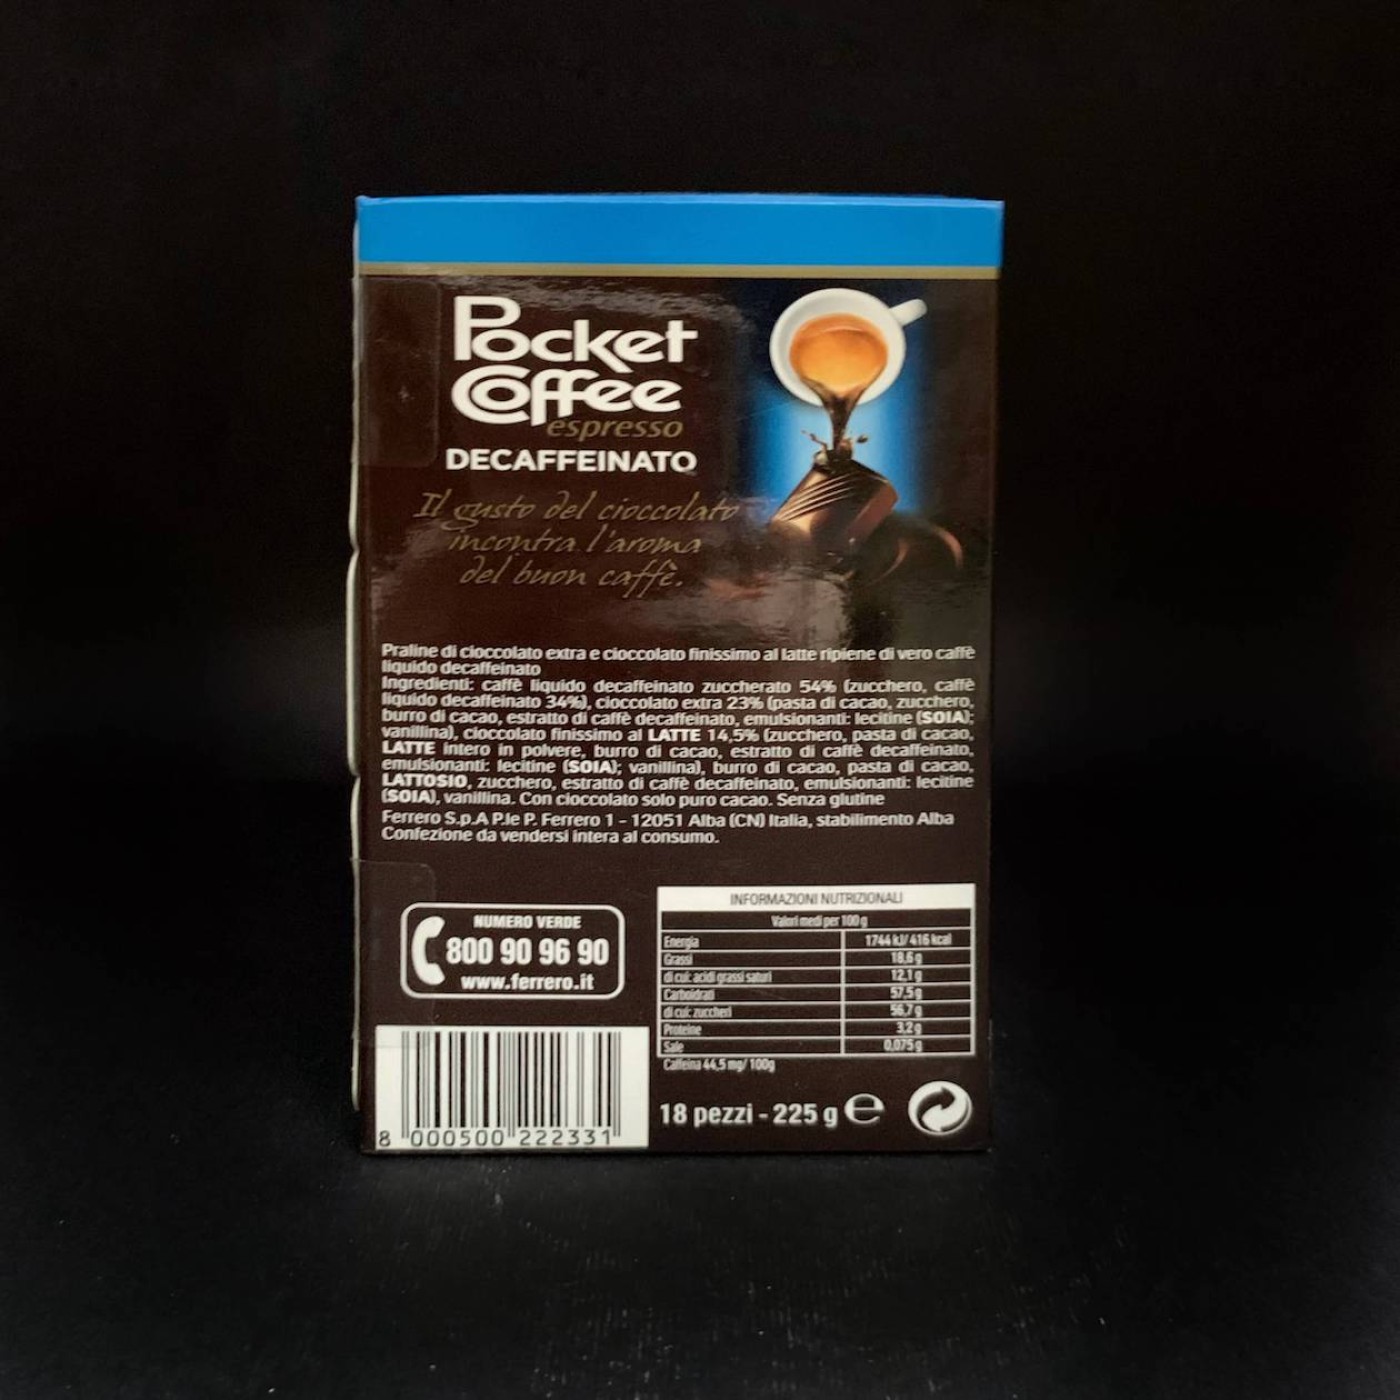 Pocket
Coffee
espresso
DECAFFEINATO
Il gusto del cioccolato
incontra l'aroma
del buon caffè.
Praline di cioccolato extra e cioccolato finissimo al latte ripiene di vero caffè
liquido decaffeinato
Ingredienti: caffè liquido decaffeinato zuccherato 54% (zucchero, caffè
liquido decaffeinato 34%), cioccolato extra 23% (pasta di cacao, zucchero,
burro di cacao, estratto di caffè decaffeinato, emulsionanti: lecitine (SOIA);
vanillina), cioccolato finissimo al LATTE 14,5% (zucchero, pasta di cacao,
LATTE intero in polvere, burro di cacao, estratto di caffè decaffeinato,
emulsionanti: lecitine (SOIA); vanillina), burro di cacao, pasta di cacao,
LATTOSIO, zucchero, estratto di caffè decaffeinato, emulsionanti: lecitine
(SOIA), vanillina. Con cioccolato solo puro cacao. Senza glutine
Ferrero S.p.A P.le P. Ferrero 1 - 12051 Alba (CN) Italia, stabilimento Alba
Confezione da vendersi intera al consumo.
NUMERO VERDE
800 90 96 90
www.ferrero.it
INFORMAZIONI NUTRIZIONALI
Valori medi per 100 g
Energia 1744 kJ/ 416 kcal
Grassi 18,6 g
di cui: acidi grassi saturi 12,1 g
Carboidrati 57,5 g
di cui: zuccheri 56,7 g
Proteine 3,2 g
Sale 0,075 g
Caffeina 44,5 mg/ 100g
18 pezzi - 225 g e
8 000500 222331